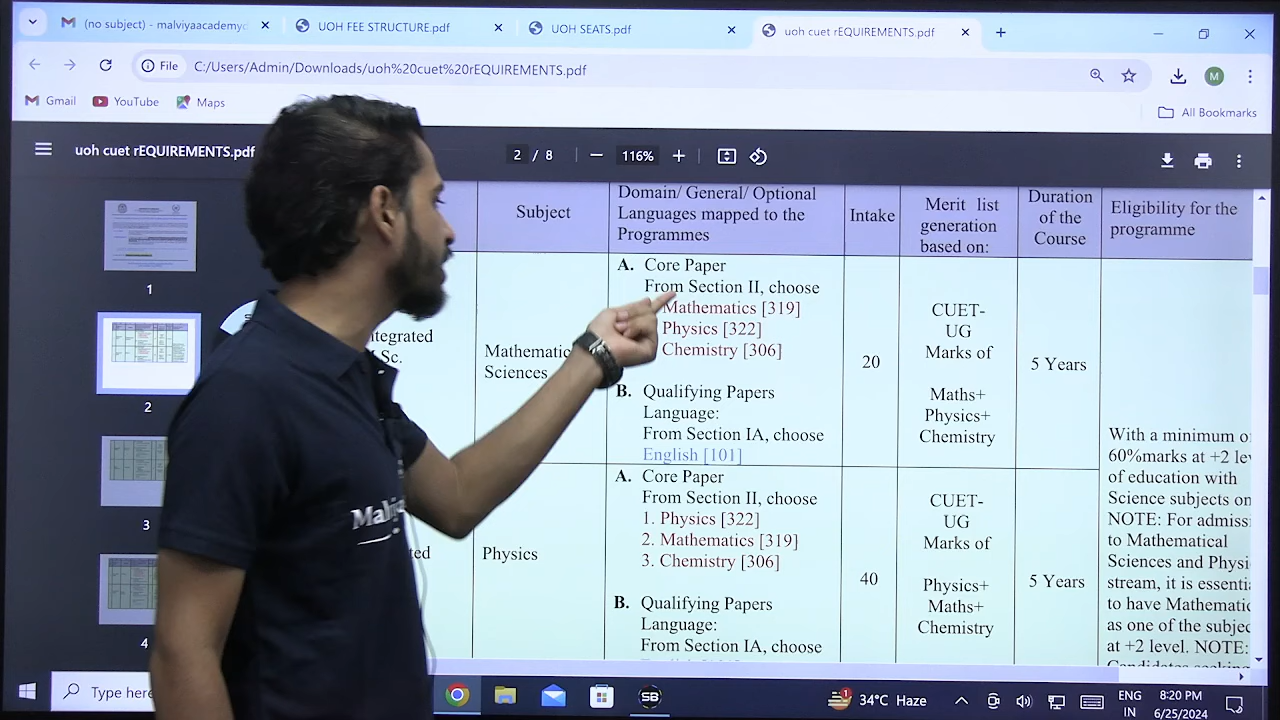 (no subject) - malviyaacademyc
UOH FEE STRUCTURE.pdf
UOH SEATS.pdf
uoh cuet rEQUIREMENTS.pdf
File
C:/Users/Admin/Downloads/uoh%20cuet%20rEQUIREMENTS.pdf
M
Gmail
YouTube
Maps
All Bookmarks
uoh cuet rEQUIREMENTS.pdf
2 / 8
116%
1
2
3
4
Subject
Domain/ General/ Optional
Languages mapped to the
Programmes
Intake
Merit list
generation
based on:
Duration
of the
Course
Eligibility for the
programme
Sc.
Mathematic
Sciences
A. Core Paper
From Section II, choose
Mathematics [319]
Physics [322]
Chemistry [306]
B. Qualifying Papers
Language:
From Section IA, choose
English [101]
20
CUET-
UG
Marks of
Maths+
Physics+
Chemistry
5 Years
Physics
A. Core Paper
From Section II, choose
1. Physics [322]
2. Mathematics [319]
3. Chemistry [306]
B. Qualifying Papers
Language:
From Section IA, choose
40
CUET-
UG
Marks of
Physics+
Maths+
Chemistry
5 Years
With a minimum o
60%marks at +2 lev
of education with
Science subjects on
NOTE: For admiss
to Mathematical
Sciences and Physi
stream, it is essentia
to have Mathematic
as one of the subjec
at +2 level. NOTE:
Type here
SB
1
34°C Haze
ENG
IN
8:20 PM
6/25/2024